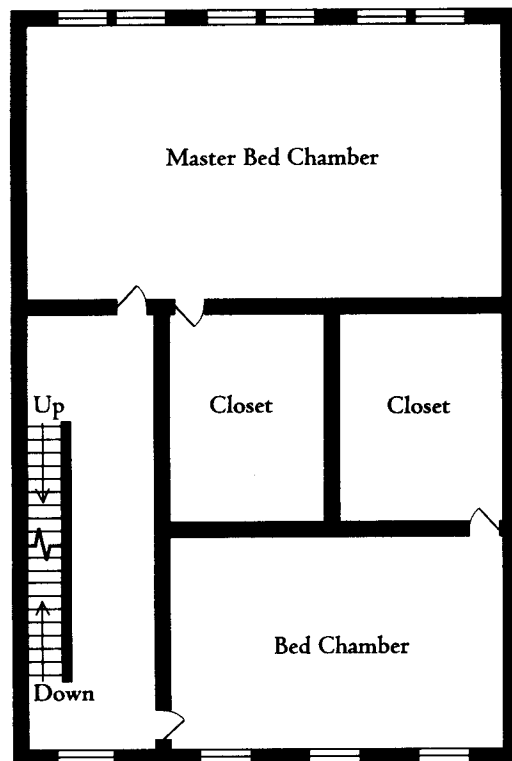 Master Bed Chamber
Up
Closet
Closet
Bed Chamber
Down